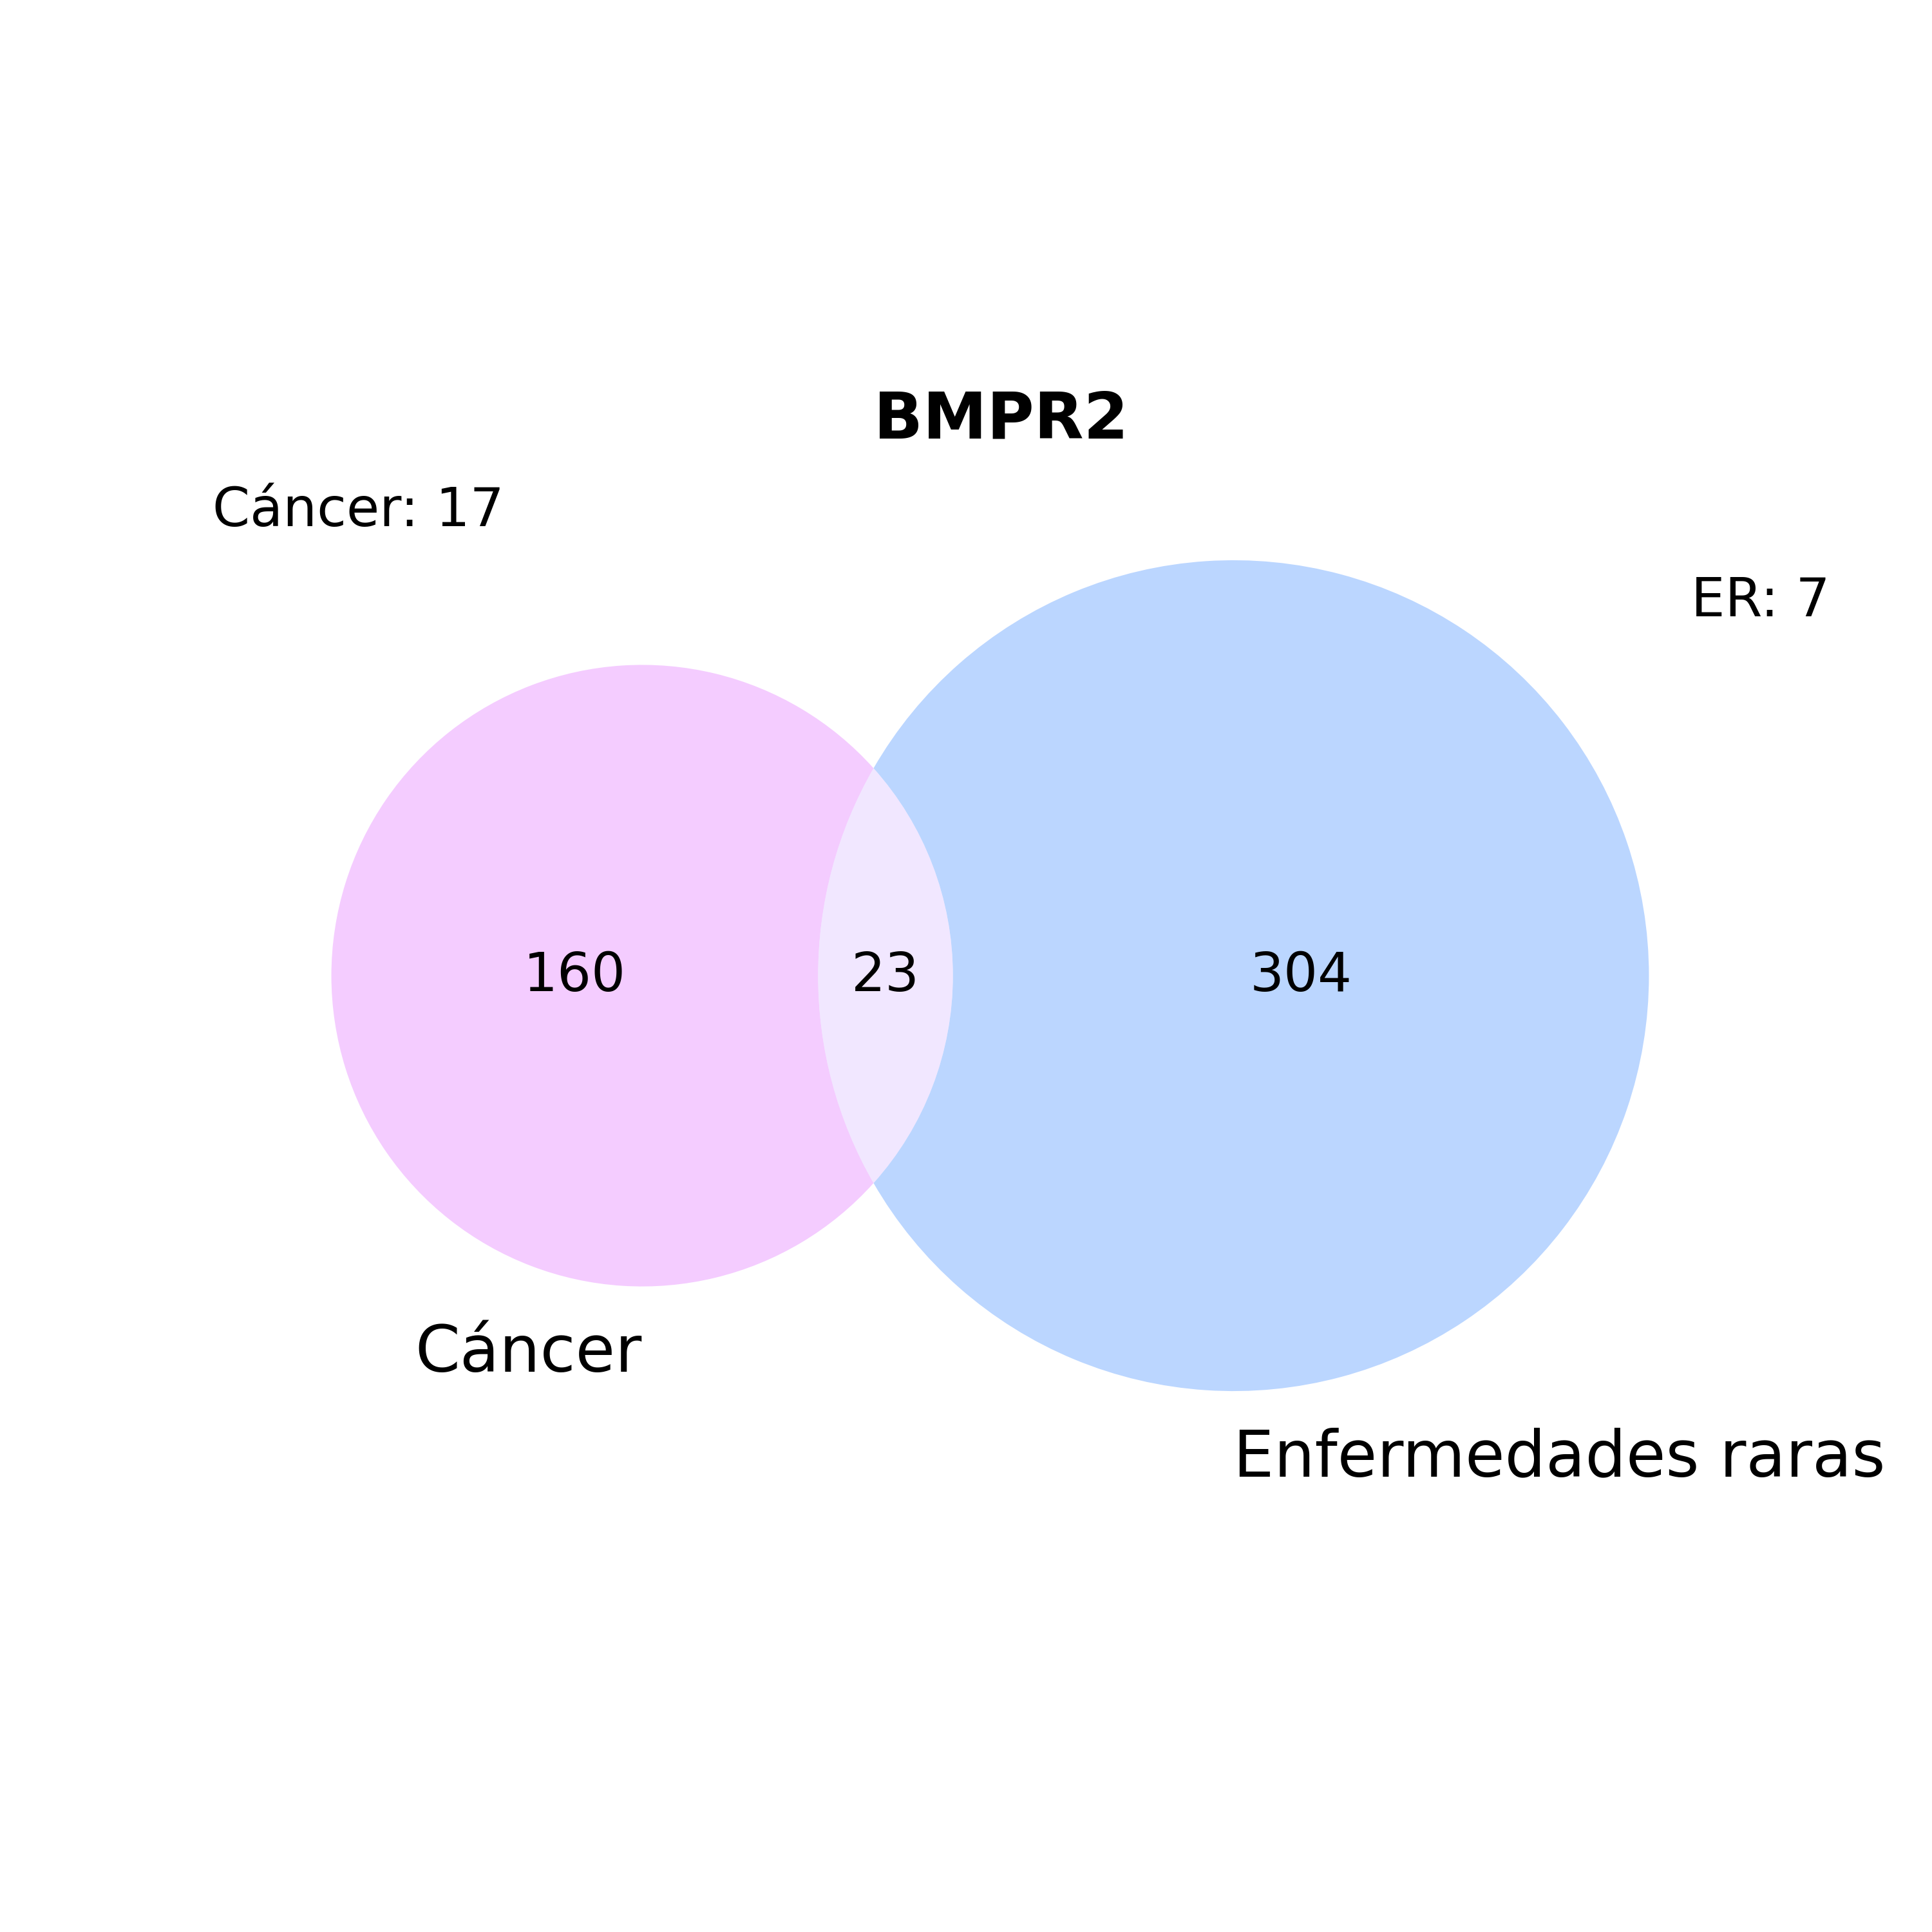 BMPR2
Cáncer: 17
ER: 7
160
23
304
Cáncer
Enfermedades raras